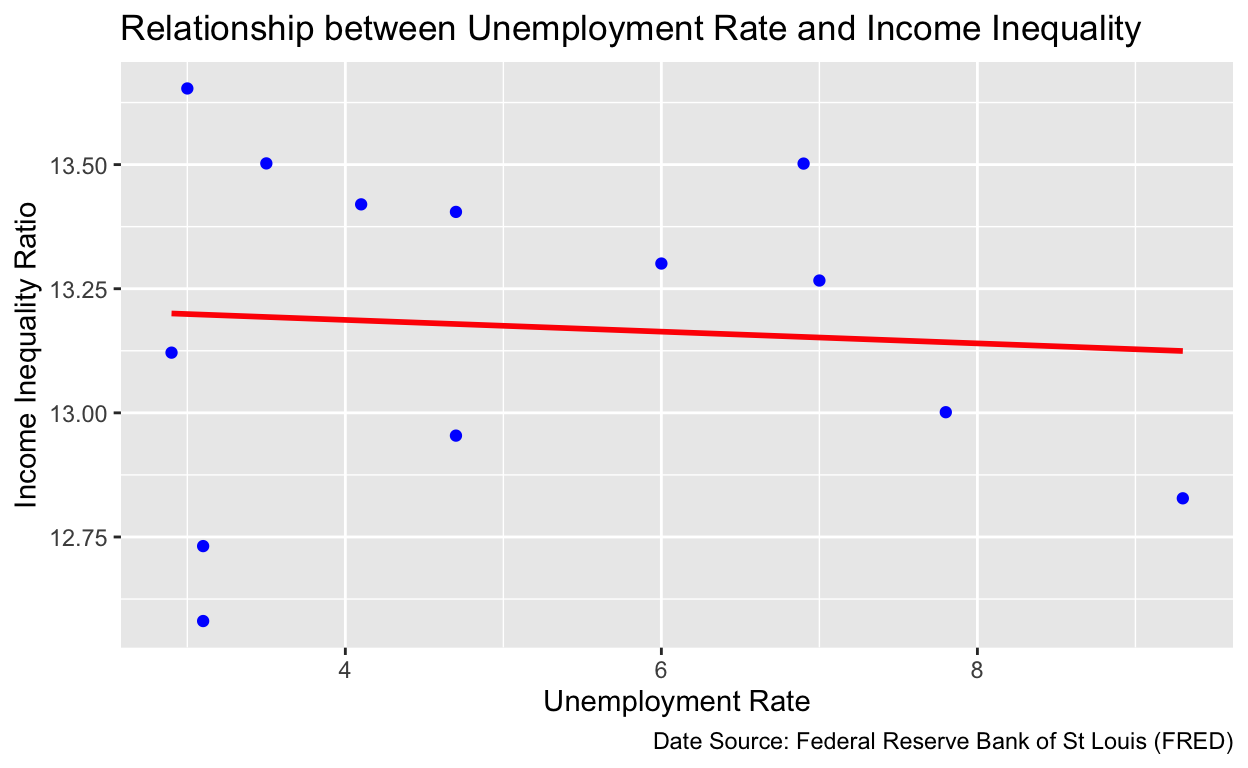 Relationship between Unemployment Rate and Income Inequality
Income Inequality Ratio
13.50
13.25
13.00
12.75
4 6 8
Unemployment Rate
Date Source: Federal Reserve Bank of St Louis (FRED)